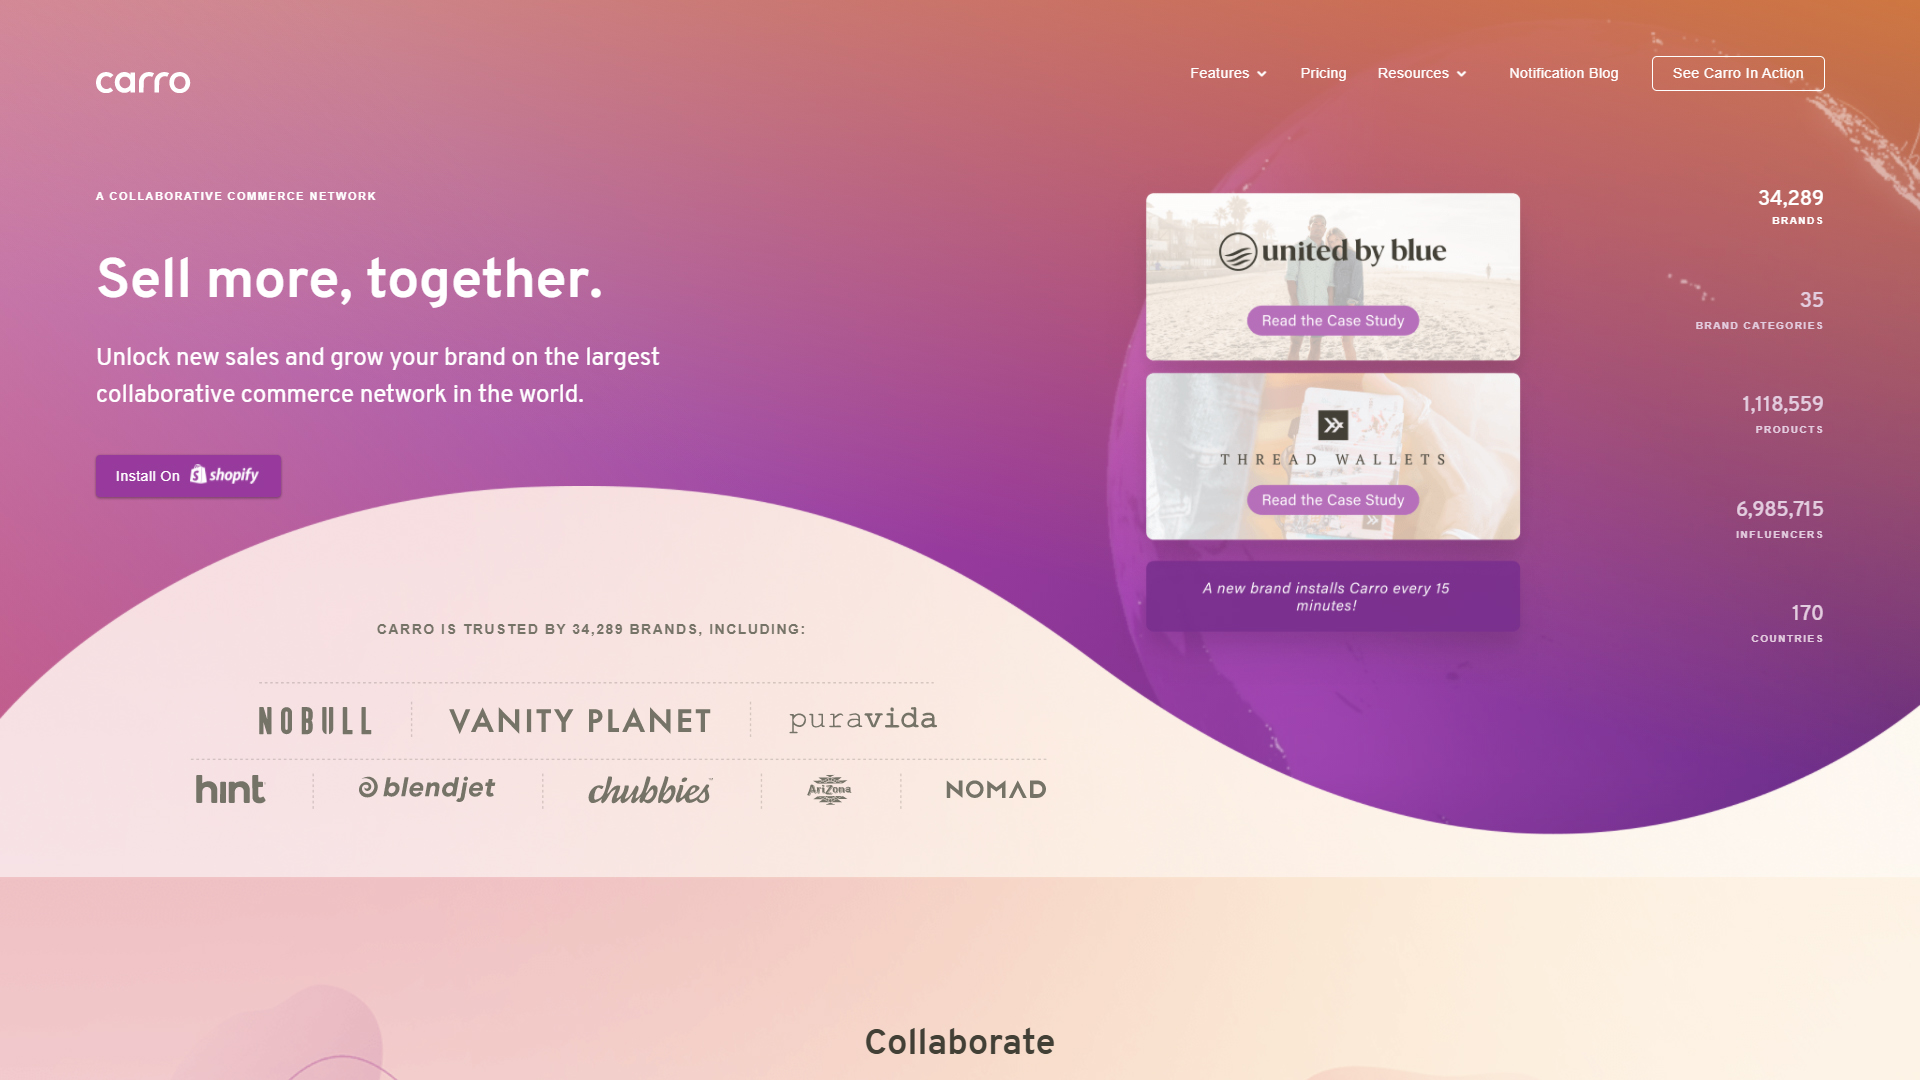 carro
Features
Pricing
Resources
Notification Blog
See Carro In Action
A COLLABORATIVE COMMERCE NETWORK
Sell more, together.
Unlock new sales and grow your brand on the largest
collaborative commerce network in the world.
Install On shopify
united by blue
Read the Case Study
THREAD WALLETS
Read the Case Study
A new brand installs Carro every 15
minutes!
34,289
BRANDS
35
BRAND CATEGORIES
1,118,559
PRODUCTS
6,985,715
INFLUENCERS
170
COUNTRIES
CARRO IS TRUSTED BY 34,289 BRANDS, INCLUDING:
NOBULL
VANITY PLANET
puravida
hint
blendjet
chubbies
AriZona
NOMAD
Collaborate